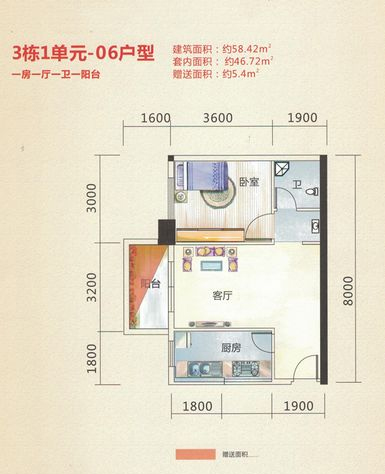 3栋1单元-06户型
一房一厅一卫一阳台
建筑面积：约58.42m²
套内面积：约46.72m²
赠送面积：约5.4m²
1600 3600 1900
3000
3200
1800
8000
卧室
卫
阳台
客厅
厨房
1800 1900
赠送面积......